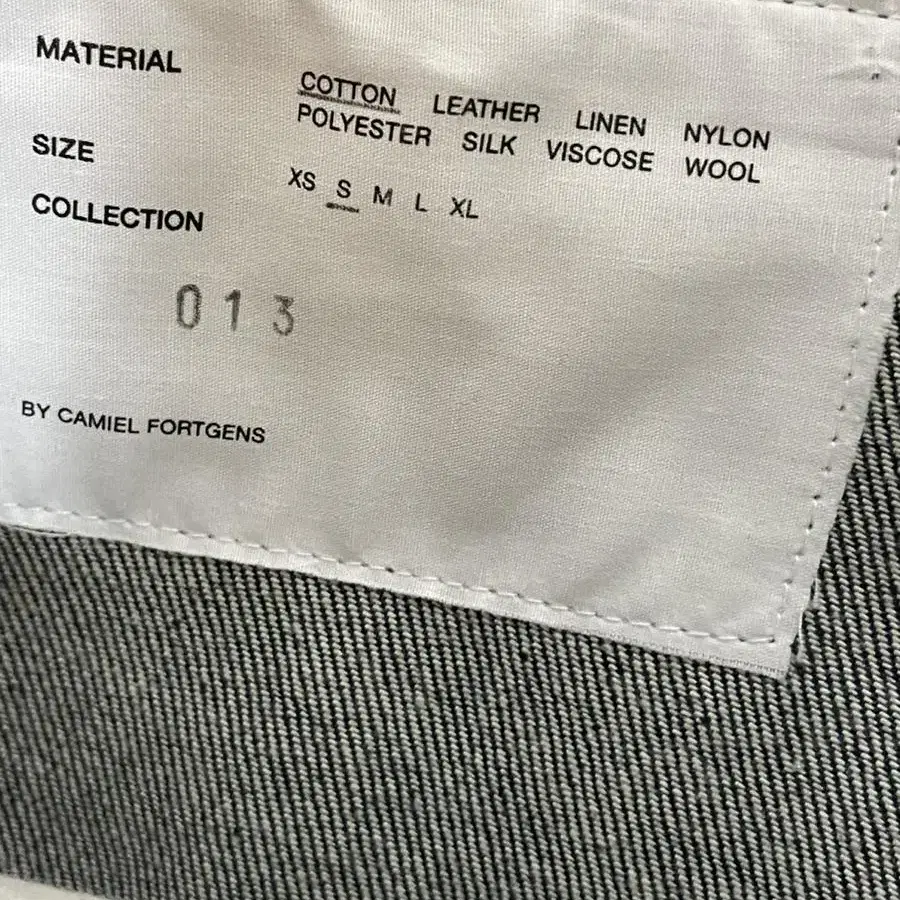 MATERIAL
COTTON LEATHER LINEN NYLON
POLYESTER SILK VISCOSE WOOL
SIZE
XS S M L XL
COLLECTION
013
BY CAMIEL FORTGENS